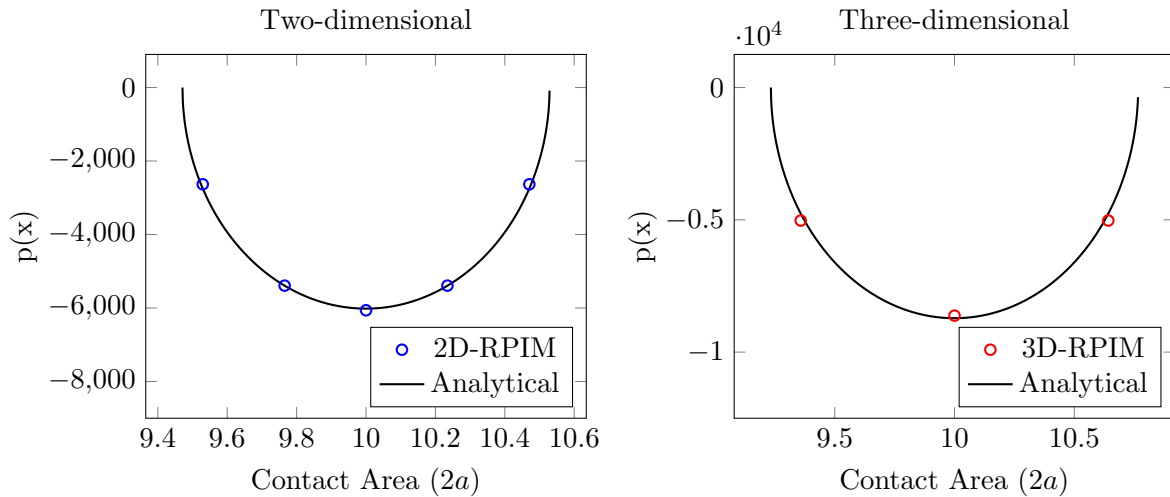 Two-dimensional
0
−2,000
−4,000
−6,000
−8,000
p(x)
9.4 9.6 9.8 10 10.2 10.4 10.6
Contact Area (2a)
2D-RPIM
Analytical
Three-dimensional
·10⁴
0
−0.5
−1
p(x)
9.5 10 10.5
Contact Area (2a)
3D-RPIM
Analytical